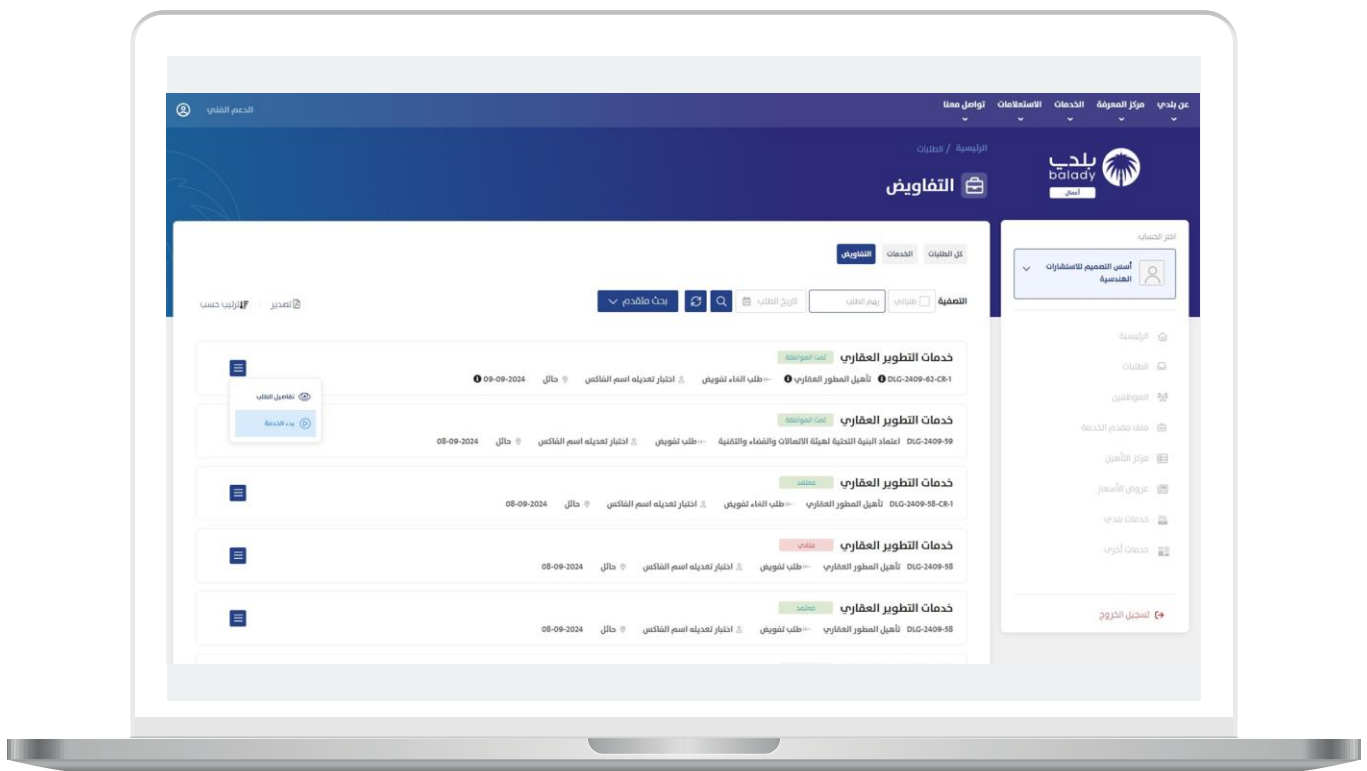 عن بلدي مركز المعرفة الخدمات الاستعلامات تواصل معنا
الدعم الفني
بلدي
balady
أعمال
الرئيسية / الطلبات
التفاويض
اختر الحساب
أسس التصميم للاستشارات
الهندسية
الرئيسية
الطلبات
الموظفين
ملف مقدم الخدمة
مركز التأهيل
عروض الأسعار
خدمات بلدي
خدمات أخرى
تسجيل الخروج
كل الطلبات الخدمات التفاويض
التصفية طلباتي رقم الطلب تاريخ الطلب بحث متقدم
تصدير ترتيب حسب
خدمات التطوير العقاري تمت الموافقة
DLG-2409-62-CR-1 تأهيل المطور العقاري طلب الغاء تفويض اختبار تعديله اسم الفاكس حائل 09-09-2024
تفاصيل الطلب
بدء الخدمة
خدمات التطوير العقاري تمت الموافقة
DLG-2409-59 اعتماد البنية التحتية لهيئة الاتصالات والفضاء والتقنية طلب تفويض اختبار تعديله اسم الفاكس حائل 08-09-2024
خدمات التطوير العقاري معتمد
DLG-2409-58-CR-1 تأهيل المطور العقاري طلب الغاء تفويض اختبار تعديله اسم الفاكس حائل 08-09-2024
خدمات التطوير العقاري ملغي
DLG-2409-58 تأهيل المطور العقاري طلب تفويض اختبار تعديله اسم الفاكس حائل 08-09-2024
خدمات التطوير العقاري معتمد
DLG-2409-58 تأهيل المطور العقاري طلب تفويض اختبار تعديله اسم الفاكس حائل 08-09-2024